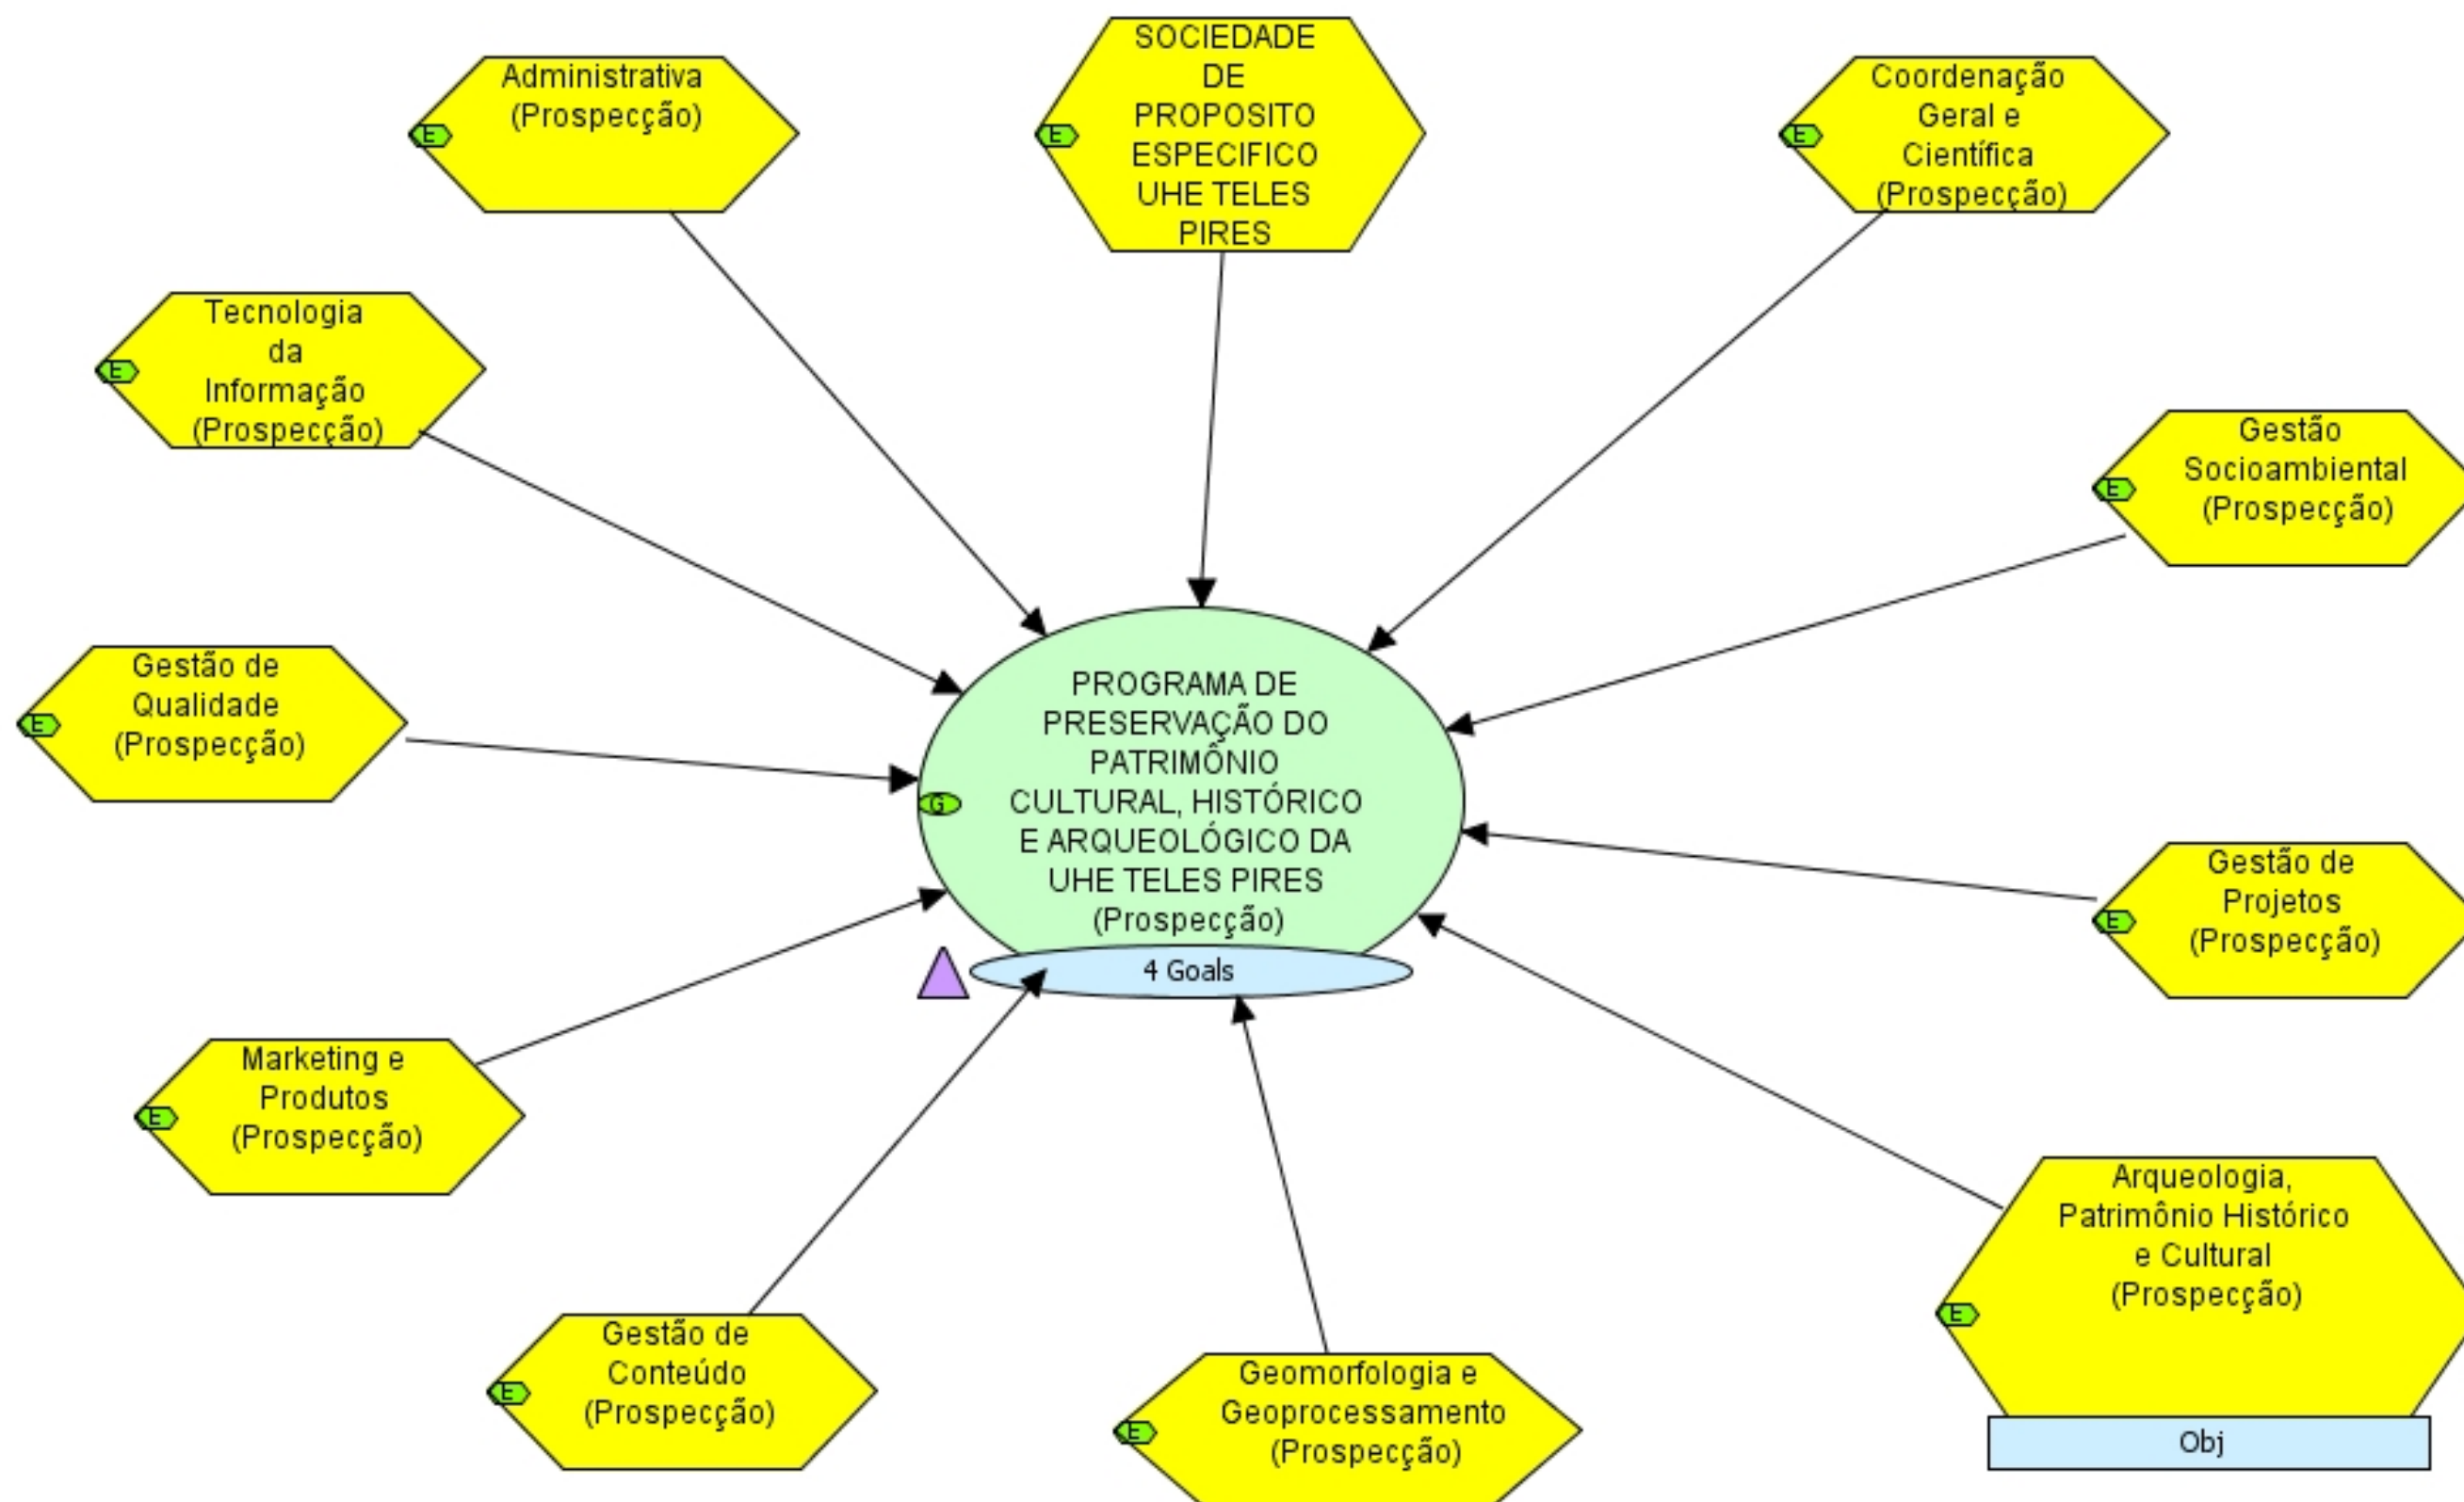 Administrativa
(Prospecção)
E
SOCIEDADE
DE
PROPOSITO
ESPECIFICO
UHE TELES
PIRES
E
Coordenação
Geral e
Científica
(Prospecção)
E
Tecnologia
da
Informação
(Prospecção)
E
Gestão
Socioambiental
(Prospecção)
E
Gestão de
Qualidade
(Prospecção)
E
PROGRAMA DE
PRESERVAÇÃO DO
PATRIMÔNIO
CULTURAL, HISTÓRICO
E ARQUEOLÓGICO DA
UHE TELES PIRES
(Prospecção)
G
4 Goals
Gestão de
Projetos
(Prospecção)
E
Marketing e
Produtos
(Prospecção)
E
Arqueologia,
Patrimônio Histórico
e Cultural
(Prospecção)
E
Obj
Gestão de
Conteúdo
(Prospecção)
E
Geomorfologia e
Geoprocessamento
(Prospecção)
E